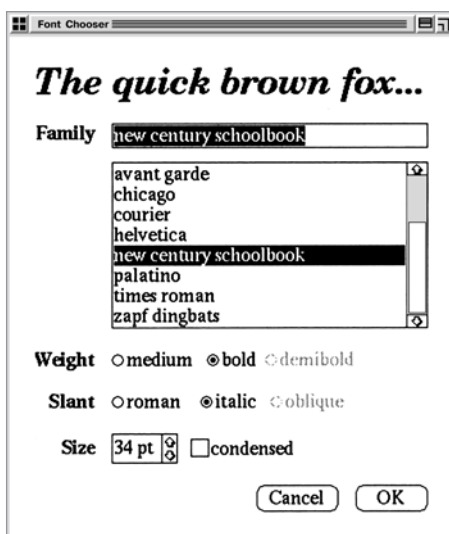 Font Chooser
The quick brown fox...
Family new century schoolbook
avant garde
chicago
courier
helvetica
new century schoolbook
palatino
times roman
zapf dingbats
Weight medium bold demibold
Slant roman italic oblique
Size 34 pt condensed
Cancel OK